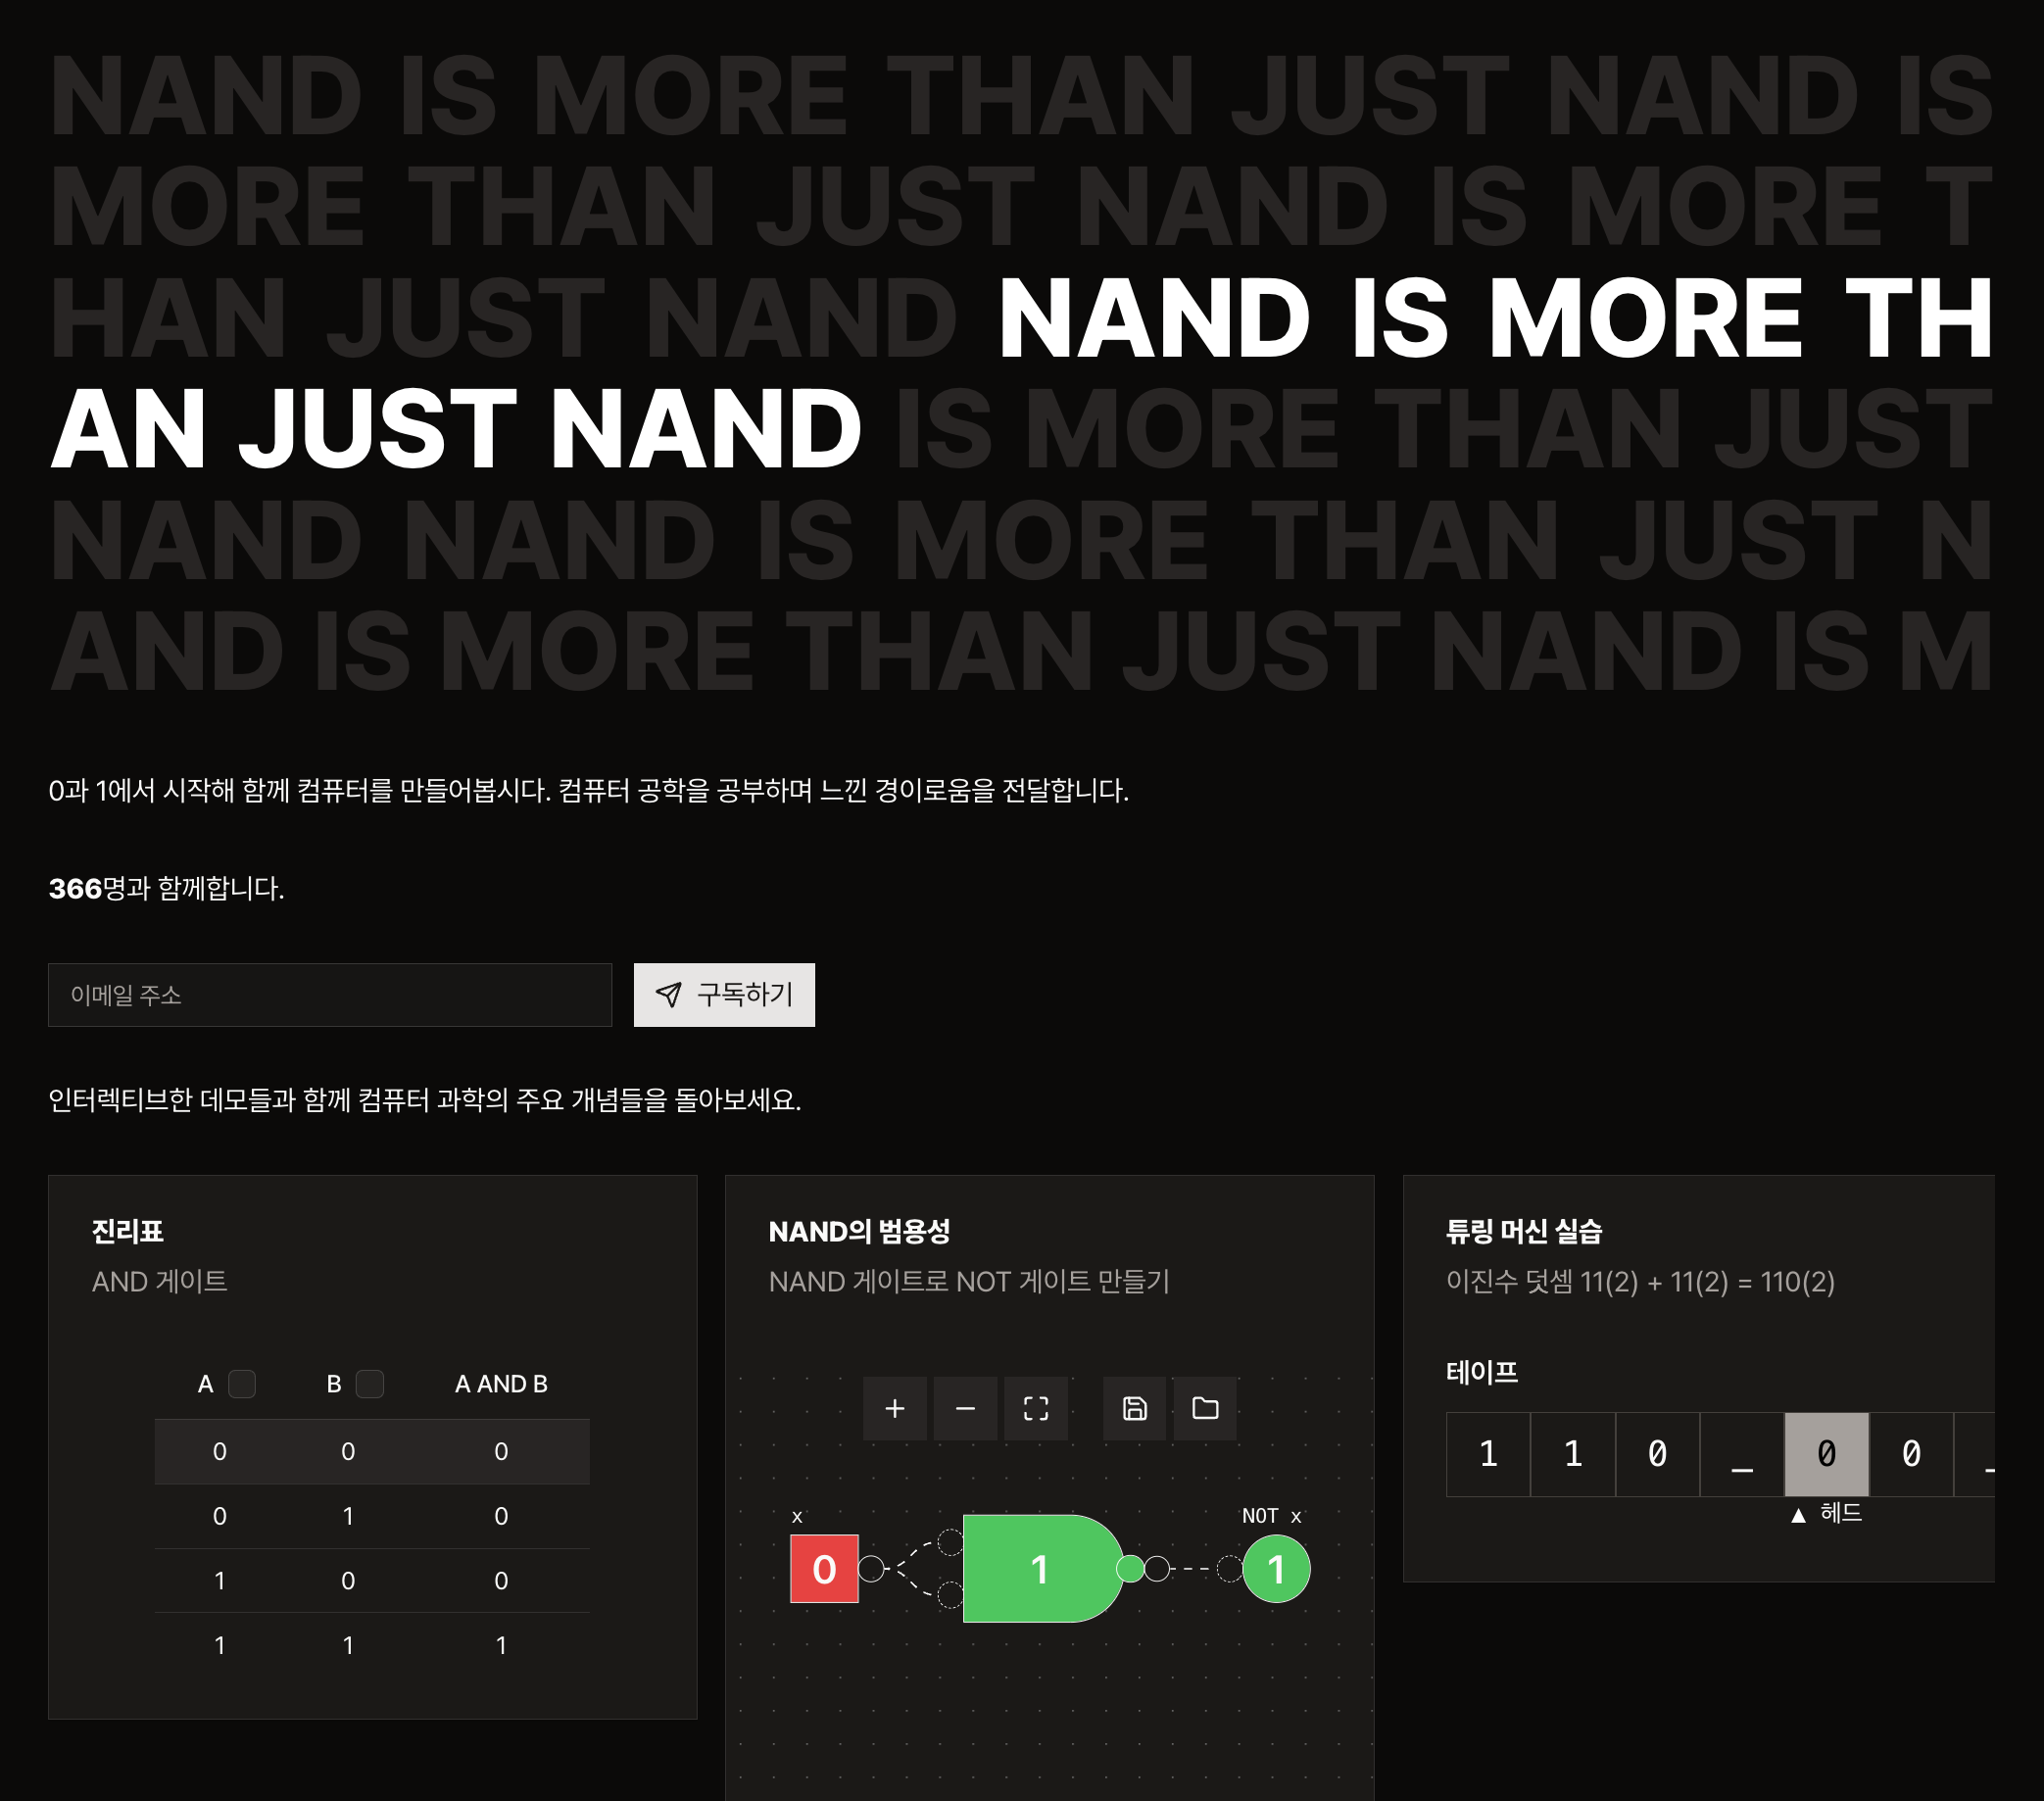 NAND IS MORE THAN JUST NAND IS
MORE THAN JUST NAND IS MORE T
HAN JUST NAND NAND IS MORE TH
AN JUST NAND IS MORE THAN JUST
NAND NAND IS MORE THAN JUST N
AND IS MORE THAN JUST NAND IS M
0과 1에서 시작해 함께 컴퓨터를 만들어봅시다. 컴퓨터 공학을 공부하며 느낀 경이로움을 전달합니다.
366명과 함께합니다.
이메일 주소
구독하기
인터렉티브한 데모들과 함께 컴퓨터 과학의 주요 개념들을 돌아보세요.
진리표
AND 게이트
A B A AND B
0 0 0
0 1 0
1 0 0
1 1 1
NAND의 범용성
NAND 게이트로 NOT 게이트 만들기
x NOT x
0 1 1
튜링 머신 실습
이진수 덧셈 11(2) + 11(2) = 110(2)
테이프
1 1 0 _ 0 0 _
▲ 헤드